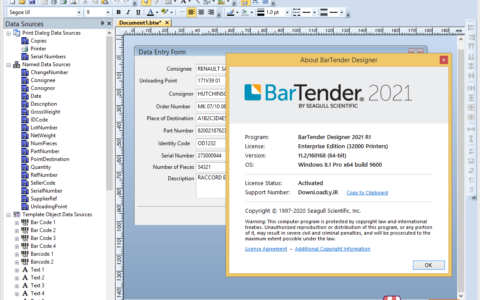 Segoe UI
8
1.0 pt
Data Sources
Document1.btw*
Print Dialog Data Sources
Copies
Printer
Serial Numbers
Named Data Sources
ChangeNumber
Consignee
Consignor
Date
Description
GrossWeight
IDCode
LotNumber
NetWeight
NumPieces
PartNumber
PointDestination
Quantity
RefNumber
SellerCode
SerialNumber
SupplierRef
UnloadingPoint
Template Object Data Sources
Bar Code 1
Bar Code 2
Bar Code 3
Bar Code 4
Barcode 1
Barcode 2
Text 1
Text 2
Text 3
Text 4
Data Entry Form
Consignee RENAULT S
Unloading Point 171V39 01
Consignor HUTCHINSO
Order Number MK 07/10 08
Place of Destination A1B2C3D4E5
Part Number 82002187623
Identity Code OD1232
Serial Number 273000844
Number of Pieces 54321
Description RACCORD E
About BarTender Designer
BarTender® 2021
BY SEAGULL SCIENTIFIC
Program: BarTender Designer 2021 R1
License: Enterprise Edition (32000 Printers)
Version: 11.2/160168 (64-bit)
OS: Windows 8.1 Pro x64 build 9600
License Status: Activated
Support Number: DownLoadLy.iR Copy to Clipboard
Copyright © 1997-2020 Seagull Scientific, Inc.
Warning: This computer program is protected by copyright law and international
treaties. Unauthorized reproduction or distribution of this program, or any portion
of it, may result in severe civil and criminal penalties, and will be prosecuted to the
maximum extent possible under the law.
License Agreement - Additional Copyright Information
OK